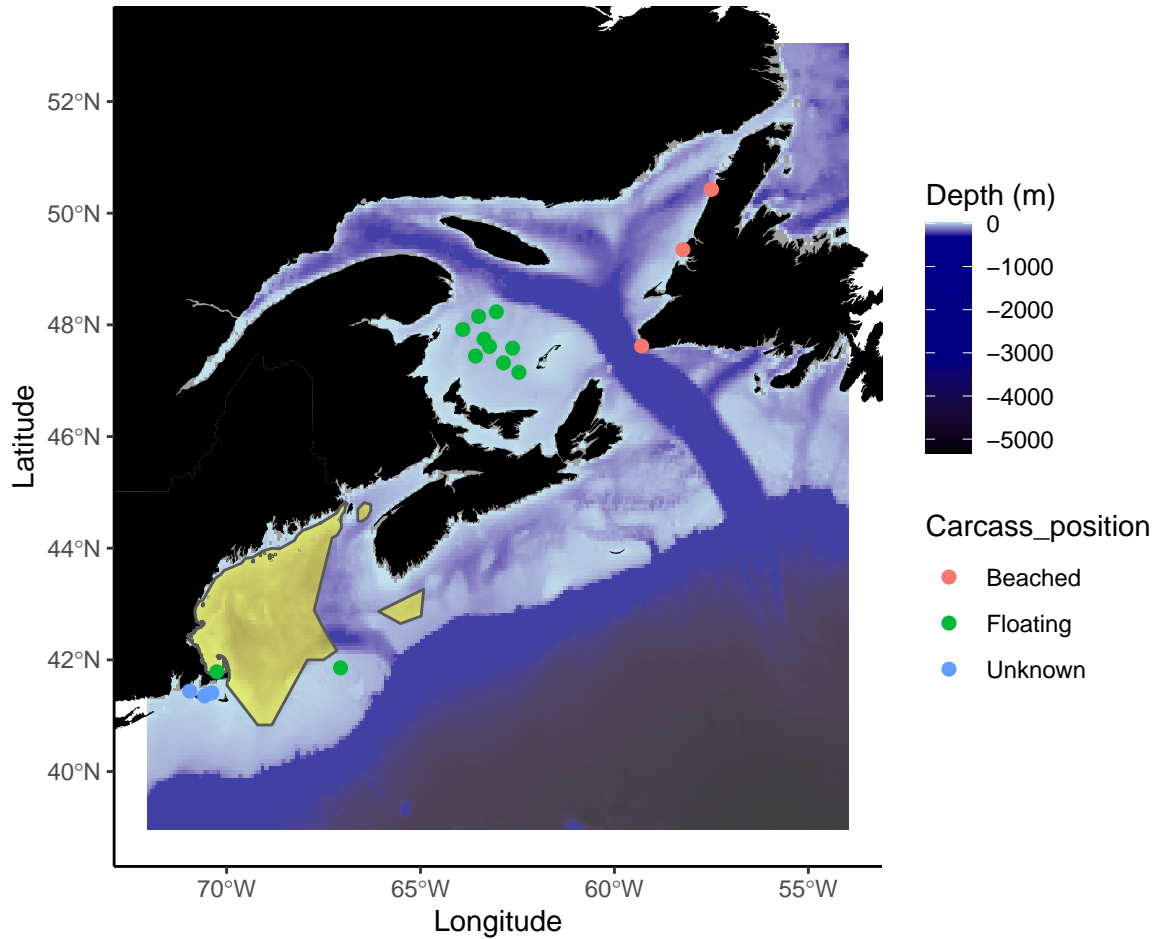 52°N
50°N
48°N
46°N
44°N
42°N
40°N
Latitude
70°W
65°W
60°W
55°W
Longitude
Depth (m)
0
−1000
−2000
−3000
−4000
−5000
Carcass_position
Beached
Floating
Unknown